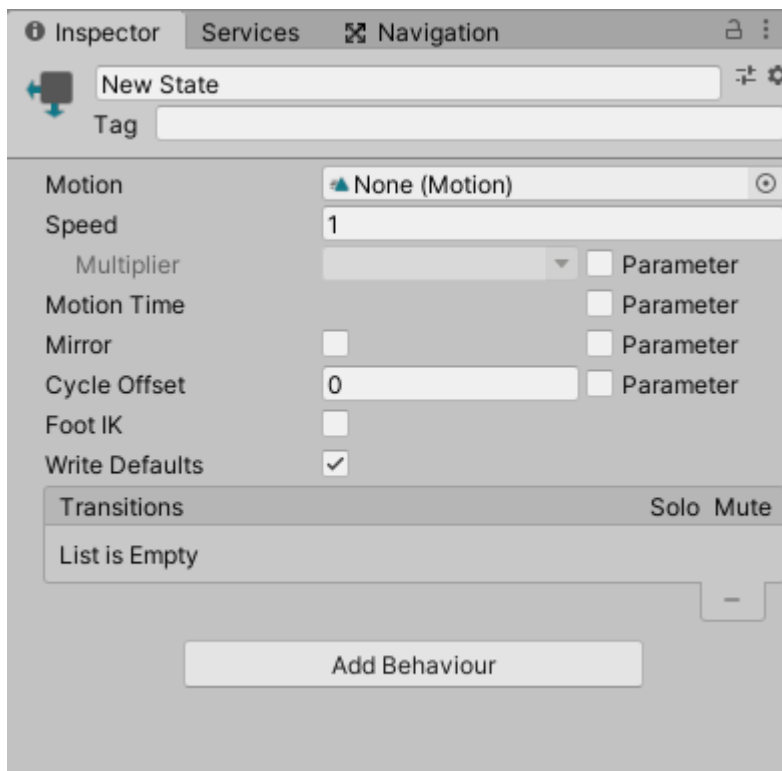 Inspector Services Navigation
New State
Tag
Motion None (Motion)
Speed 1
Multiplier Parameter
Motion Time Parameter
Mirror Parameter
Cycle Offset 0 Parameter
Foot IK
Write Defaults
Transitions Solo Mute
List is Empty
Add Behaviour